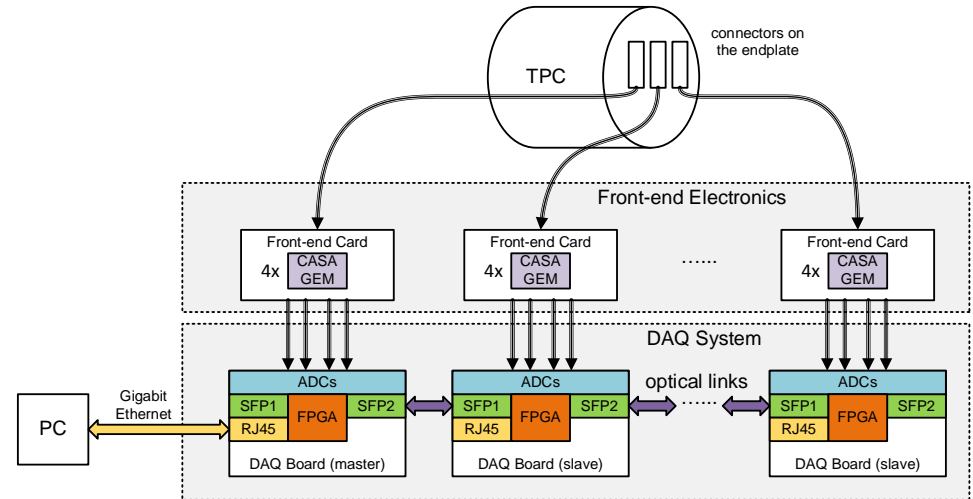 connectors on
the endplate
TPC
Front-end Electronics
Front-end Card
4x
CASA
GEM
Front-end Card
4x
CASA
GEM
......
Front-end Card
4x
CASA
GEM
DAQ System
ADCs
SFP1
FPGA
SFP2
RJ45
DAQ Board (master)
ADCs
SFP1
FPGA
SFP2
RJ45
DAQ Board (slave)
optical links
......
ADCs
SFP1
FPGA
SFP2
RJ45
DAQ Board (slave)
Gigabit
Ethernet
PC